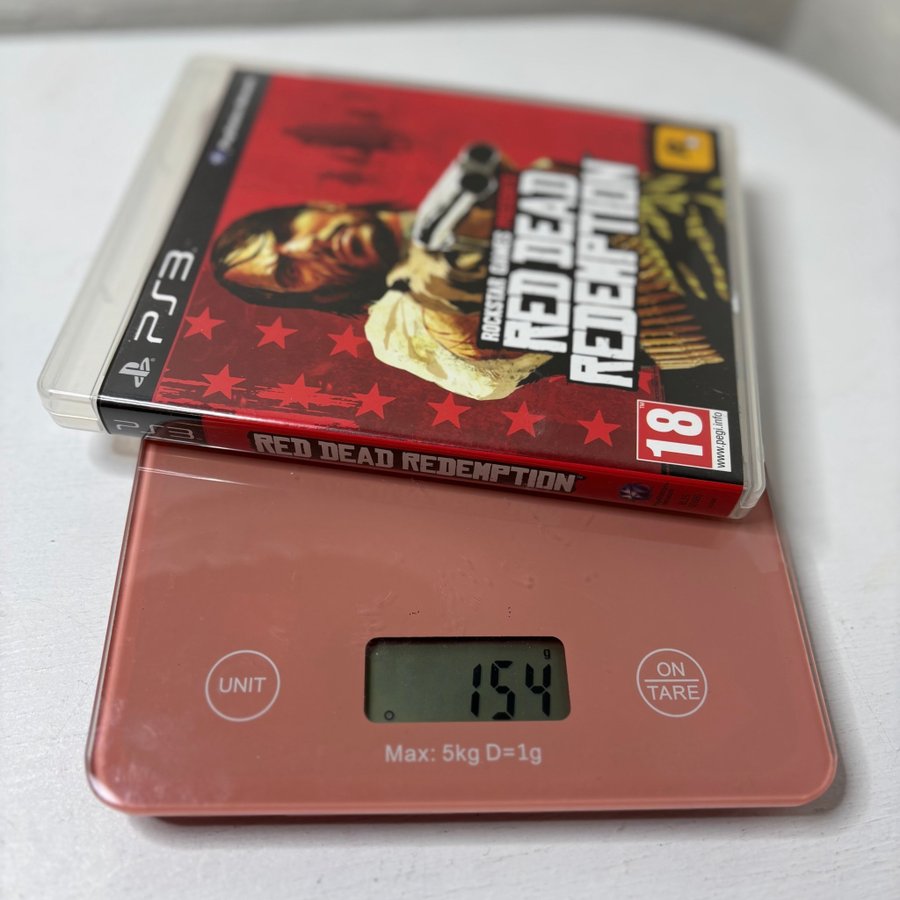 PS3
ROCKSTAR GAMES PRESENTS
RED DEAD
REDEMPTION
18
www.pegi.info
PS3
RED DEAD REDEMPTION
g
154
UNIT
ON
TARE
Max: 5kg D=1g